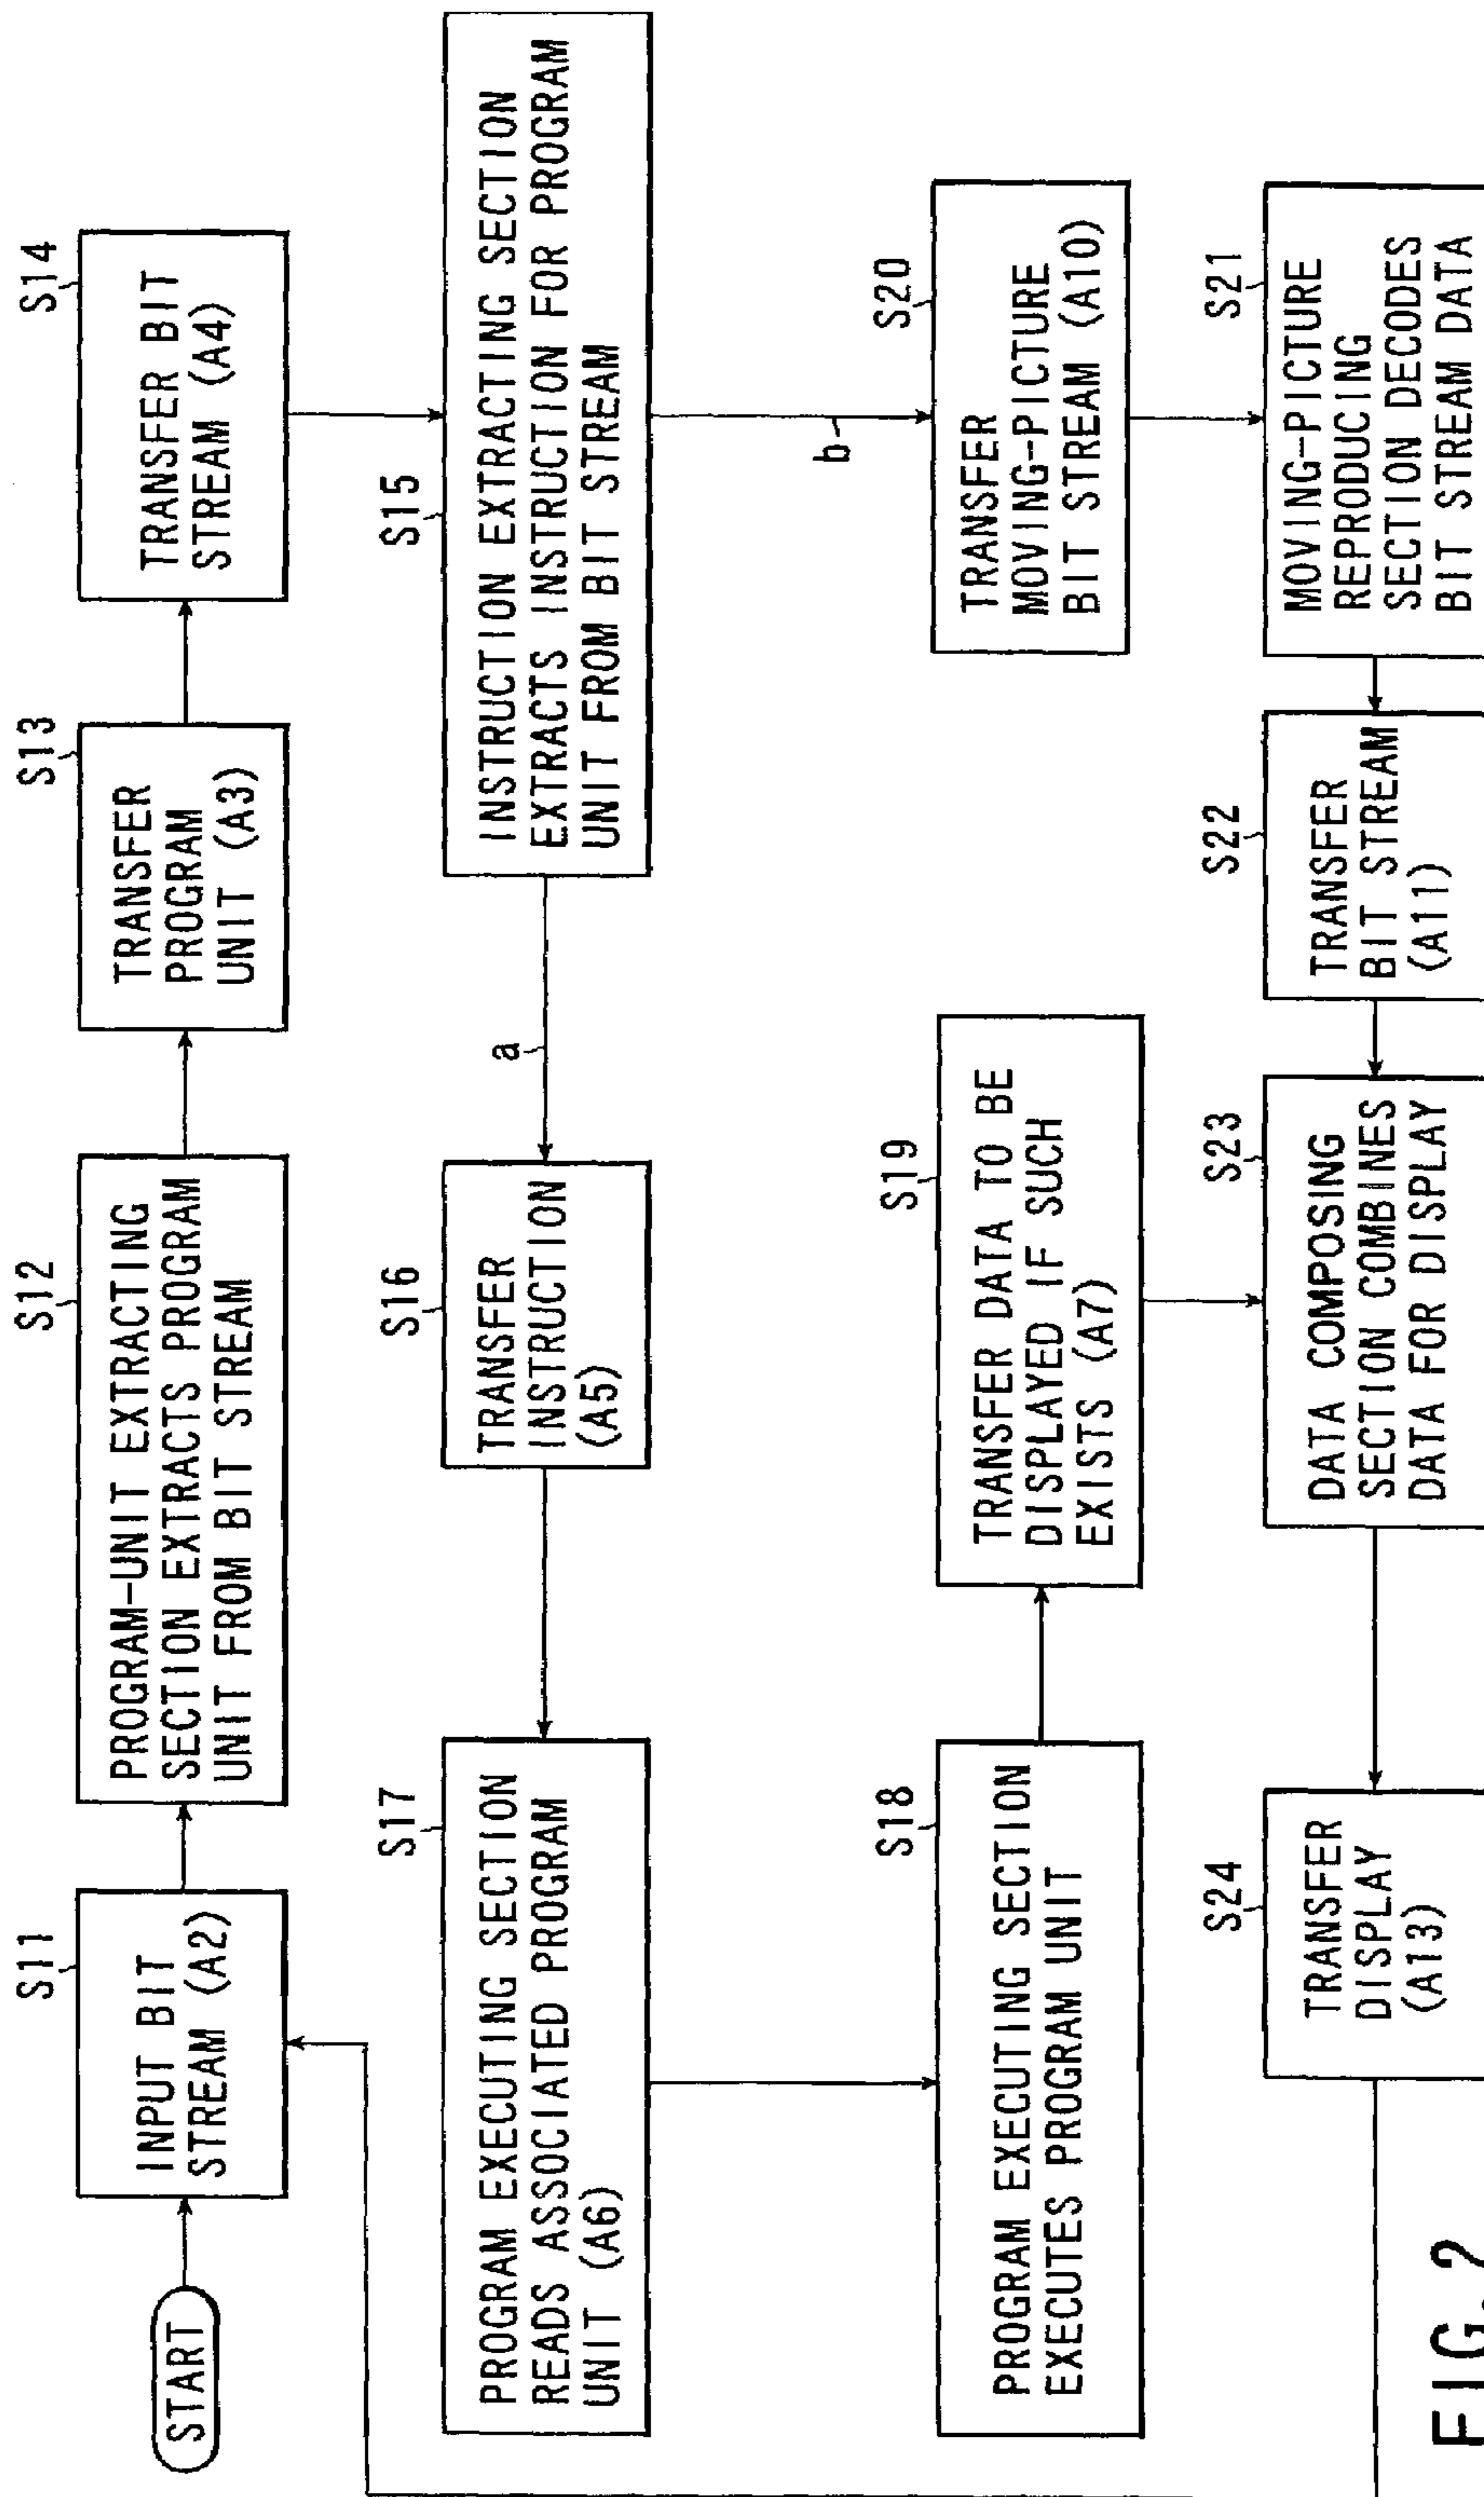 START
S11
INPUT BIT
STREAM (A2)
S12
PROGRAM-UNIT EXTRACTING
SECTION EXTRACTS PROGRAM
UNIT FROM BIT STREAM
S13
TRANSFER
PROGRAM
UNIT (A3)
S14
TRANSFER BIT
STREAM (A4)
S15
INSTRUCTION EXTRACTING SECTION
EXTRACTS INSTRUCTION FOR PROGRAM
UNIT FROM BIT STREAM
a
S16
TRANSFER
INSTRUCTION
(A5)
S17
PROGRAM EXECUTING SECTION
READS ASSOCIATED PROGRAM
UNIT (A6)
S18
PROGRAM EXECUTING SECTION
EXECUTES PROGRAM UNIT
S19
TRANSFER DATA TO BE
DISPLAYED IF SUCH
EXISTS (A7)
b
S20
TRANSFER
MOVING-PICTURE
BIT STREAM (A10)
S21
MOVING-PICTURE
REPRODUCING
SECTION DECODES
BIT STREAM DATA
S22
TRANSFER
BIT STREAM
(A11)
S23
DATA COMPOSING
SECTION COMBINES
DATA FOR DISPLAY
S24
TRANSFER
DISPLAY
(A13)
FIG.2